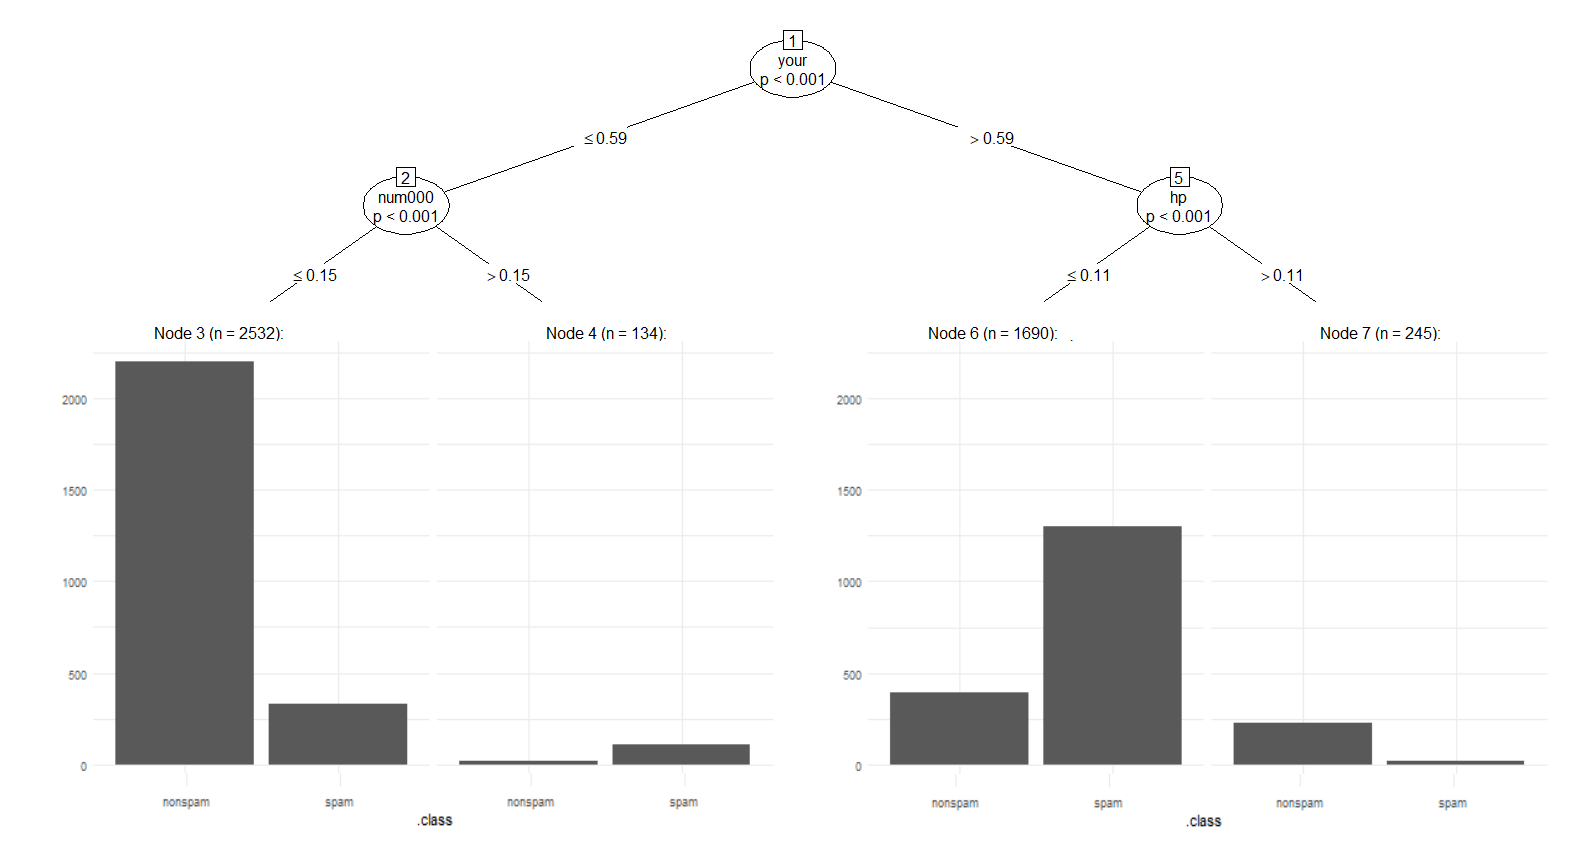 1
your
p < 0.001
≤ 0.59
> 0.59
2
num000
p < 0.001
5
hp
p < 0.001
≤ 0.15
> 0.15
≤ 0.11
> 0.11
Node 3 (n = 2532):
Node 4 (n = 134):
Node 6 (n = 1690):
Node 7 (n = 245):
2000
1500
1000
500
0
nonspam
spam
nonspam
spam
.class
2000
1500
1000
500
0
nonspam
spam
nonspam
spam
.class